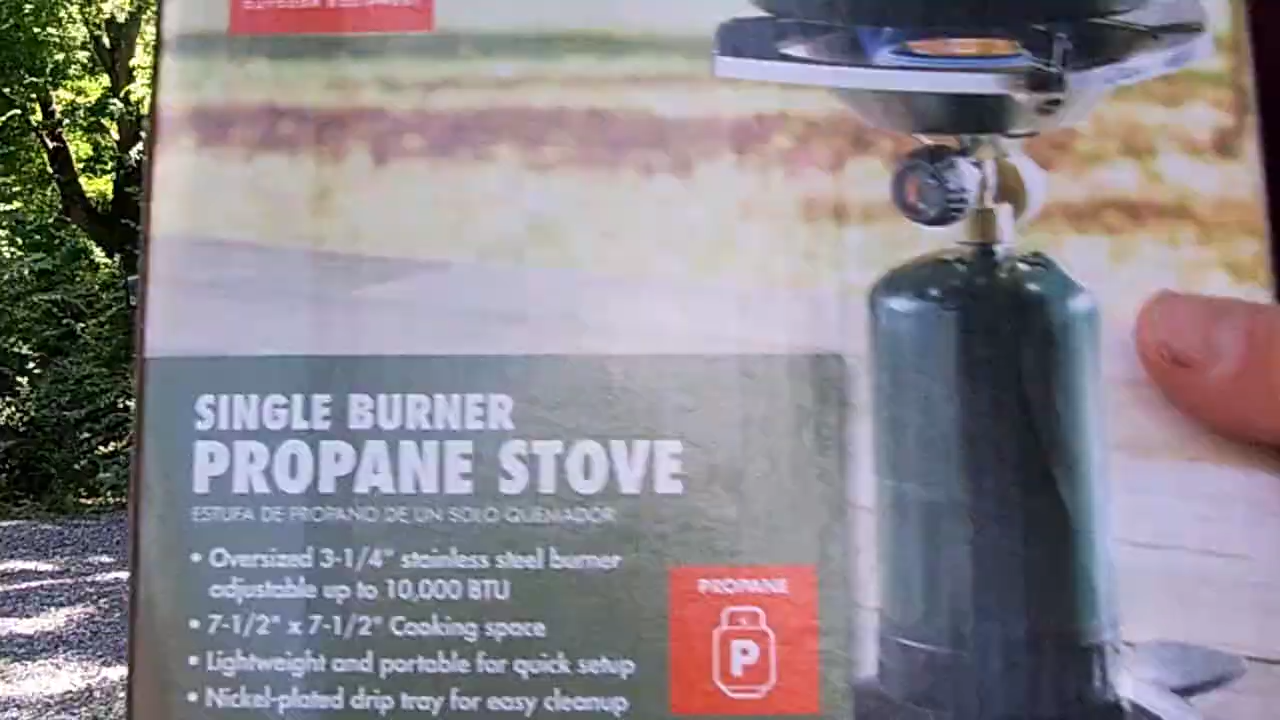 SINGLE BURNER
PROPANE STOVE
ESTUFA DE PROPANO DE UN SOLO QUEMADOR
• Oversized 3-1/4" stainless steel burner
adjustable up to 10,000 BTU
• 7-1/2" x 7-1/2" Cooking space
• Lightweight and portable for quick setup
• Nickel-plated drip tray for easy cleanup
PROPANE
P